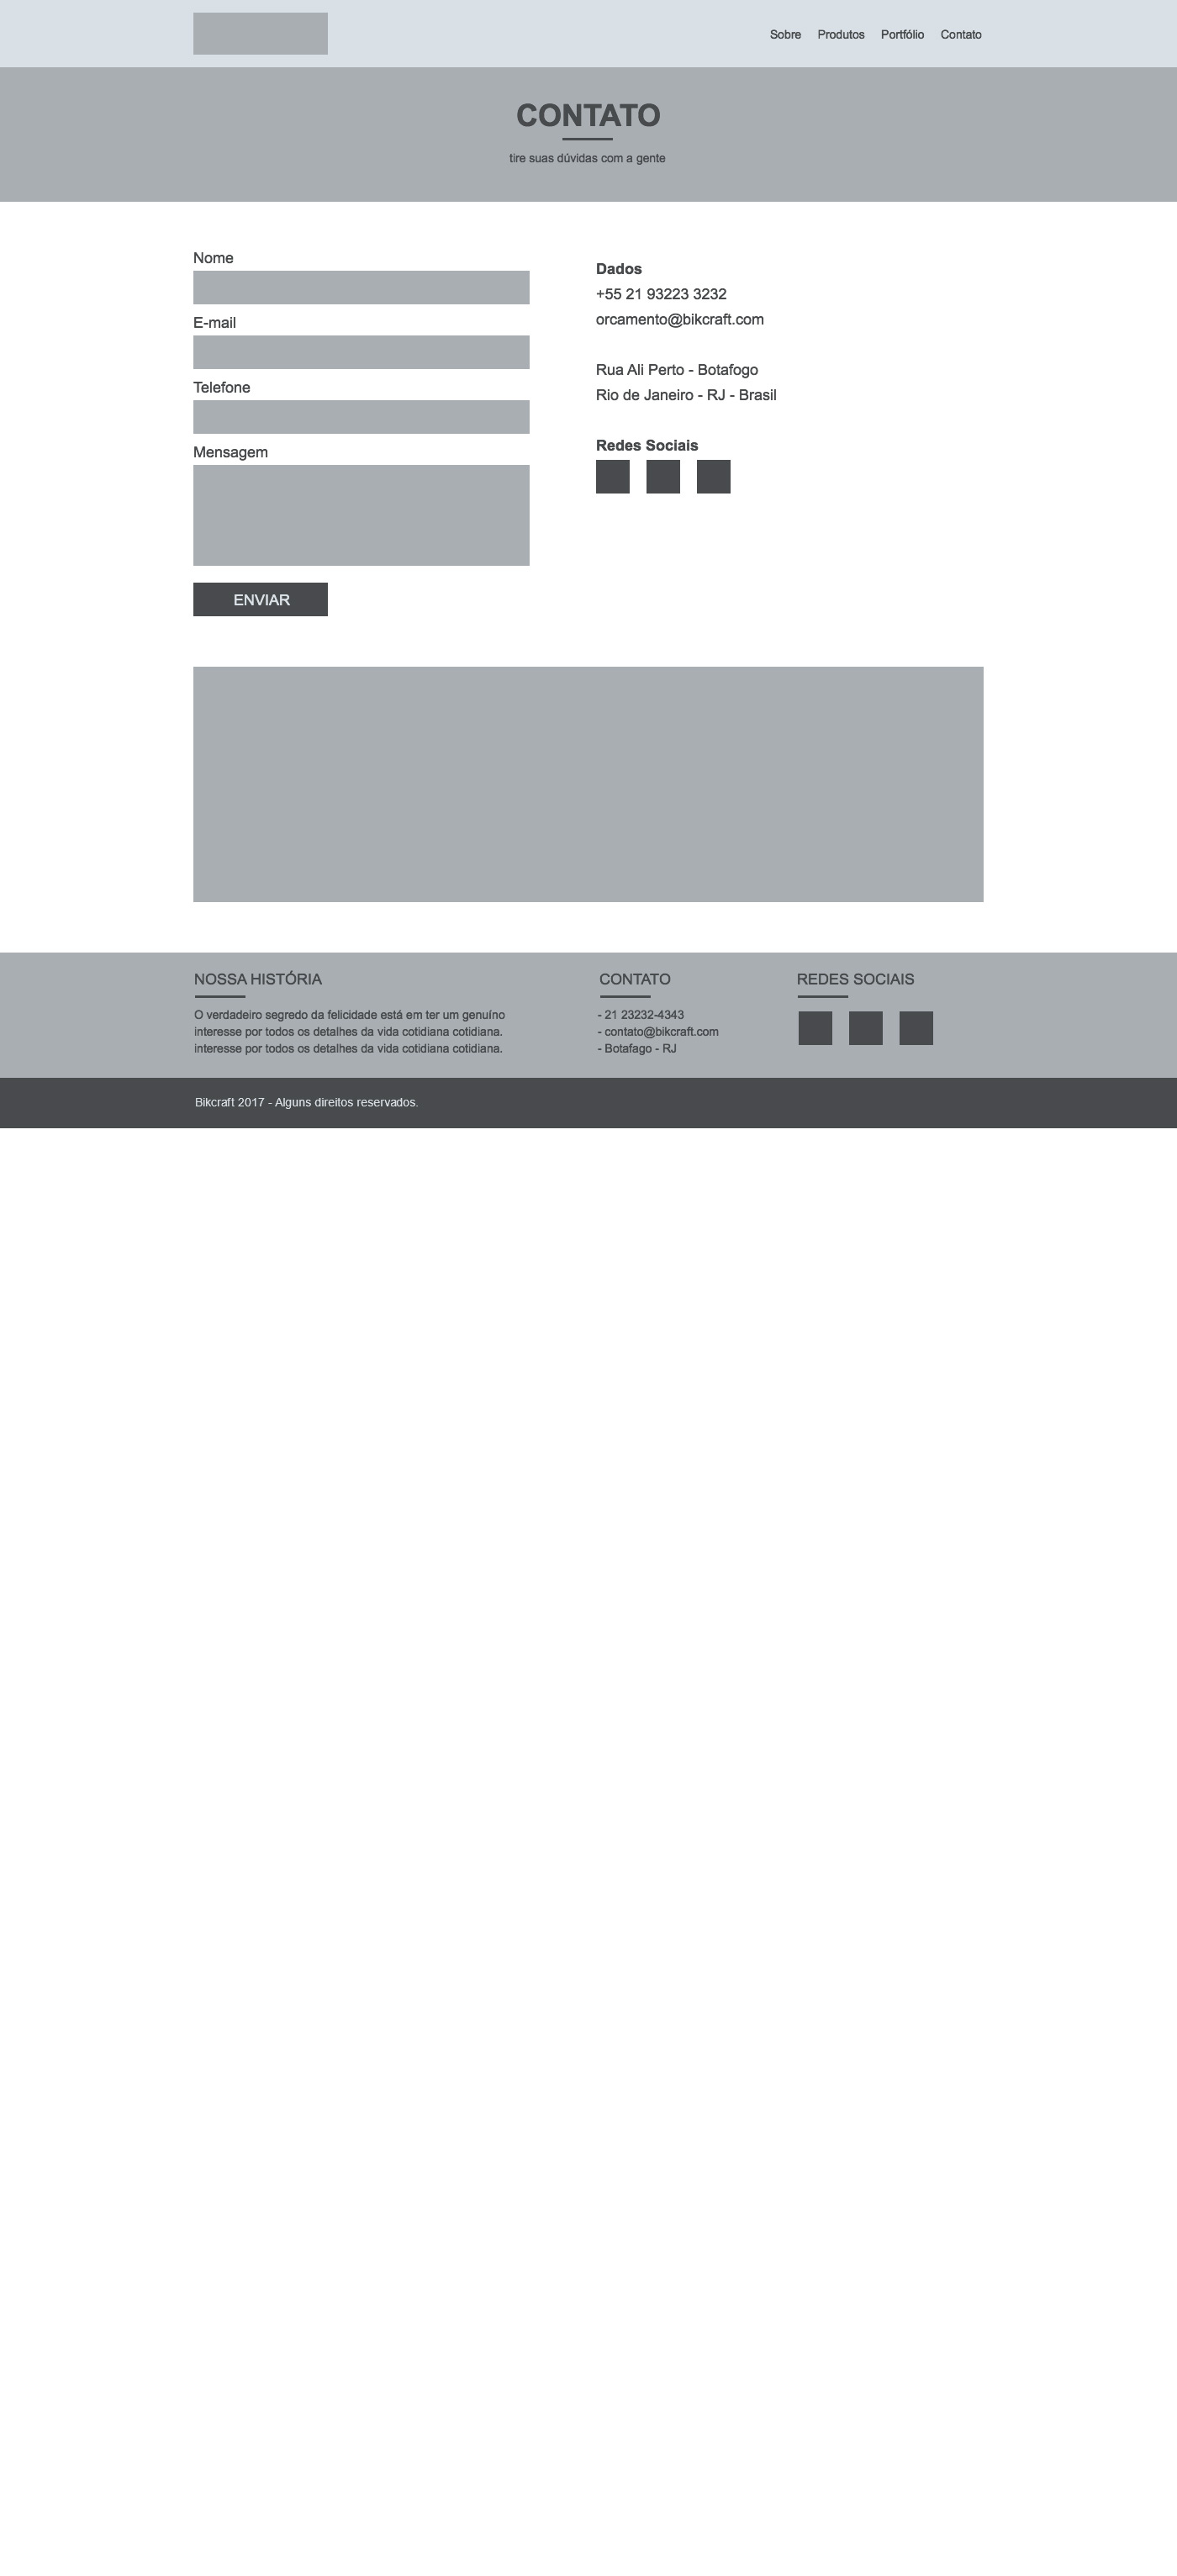 Sobre Produtos Portfólio Contato
CONTATO
tire suas dúvidas com a gente
Nome
E-mail
Telefone
Mensagem
ENVIAR
Dados
+55 21 93223 3232
orcamento@bikcraft.com
Rua Ali Perto - Botafogo
Rio de Janeiro - RJ - Brasil
Redes Sociais
NOSSA HISTÓRIA
O verdadeiro segredo da felicidade está em ter um genuíno
interesse por todos os detalhes da vida cotidiana cotidiana.
interesse por todos os detalhes da vida cotidiana cotidiana.
CONTATO
- 21 23232-4343
- contato@bikcraft.com
- Botafago - RJ
REDES SOCIAIS
Bikcraft 2017 - Alguns direitos reservados.